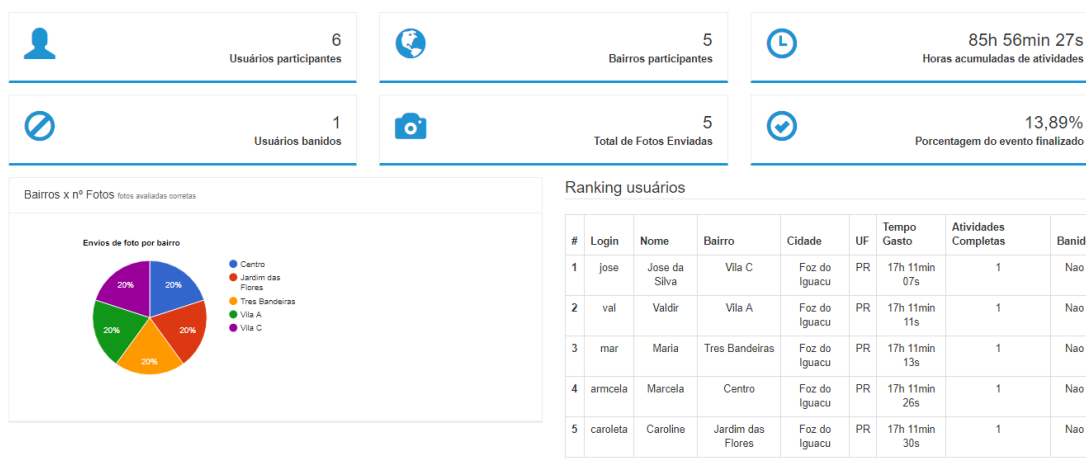 6
Usuários participantes
5
Bairros participantes
85h 56min 27s
Horas acumuladas de atividades
1
Usuários banidos
5
Total de Fotos Enviadas
13,89%
Porcentagem do evento finalizado
Bairros x nº Fotos fotos avaliadas corretas
Envios de foto por bairro
20%
20%
20%
20%
20%
Centro
Jardim das
Flores
Tres Bandeiras
Vila A
Vila C
Ranking usuários
# Login Nome Bairro Cidade UF Tempo Gasto Atividades Completas Banid
1 jose Jose da Silva Vila C Foz do Iguacu PR 17h 11min 07s 1 Nao
2 val Valdir Vila A Foz do Iguacu PR 17h 11min 11s 1 Nao
3 mar Maria Tres Bandeiras Foz do Iguacu PR 17h 11min 13s 1 Nao
4 armcela Marcela Centro Foz do Iguacu PR 17h 11min 26s 1 Nao
5 caroleta Caroline Jardim das Flores Foz do Iguacu PR 17h 11min 30s 1 Nao